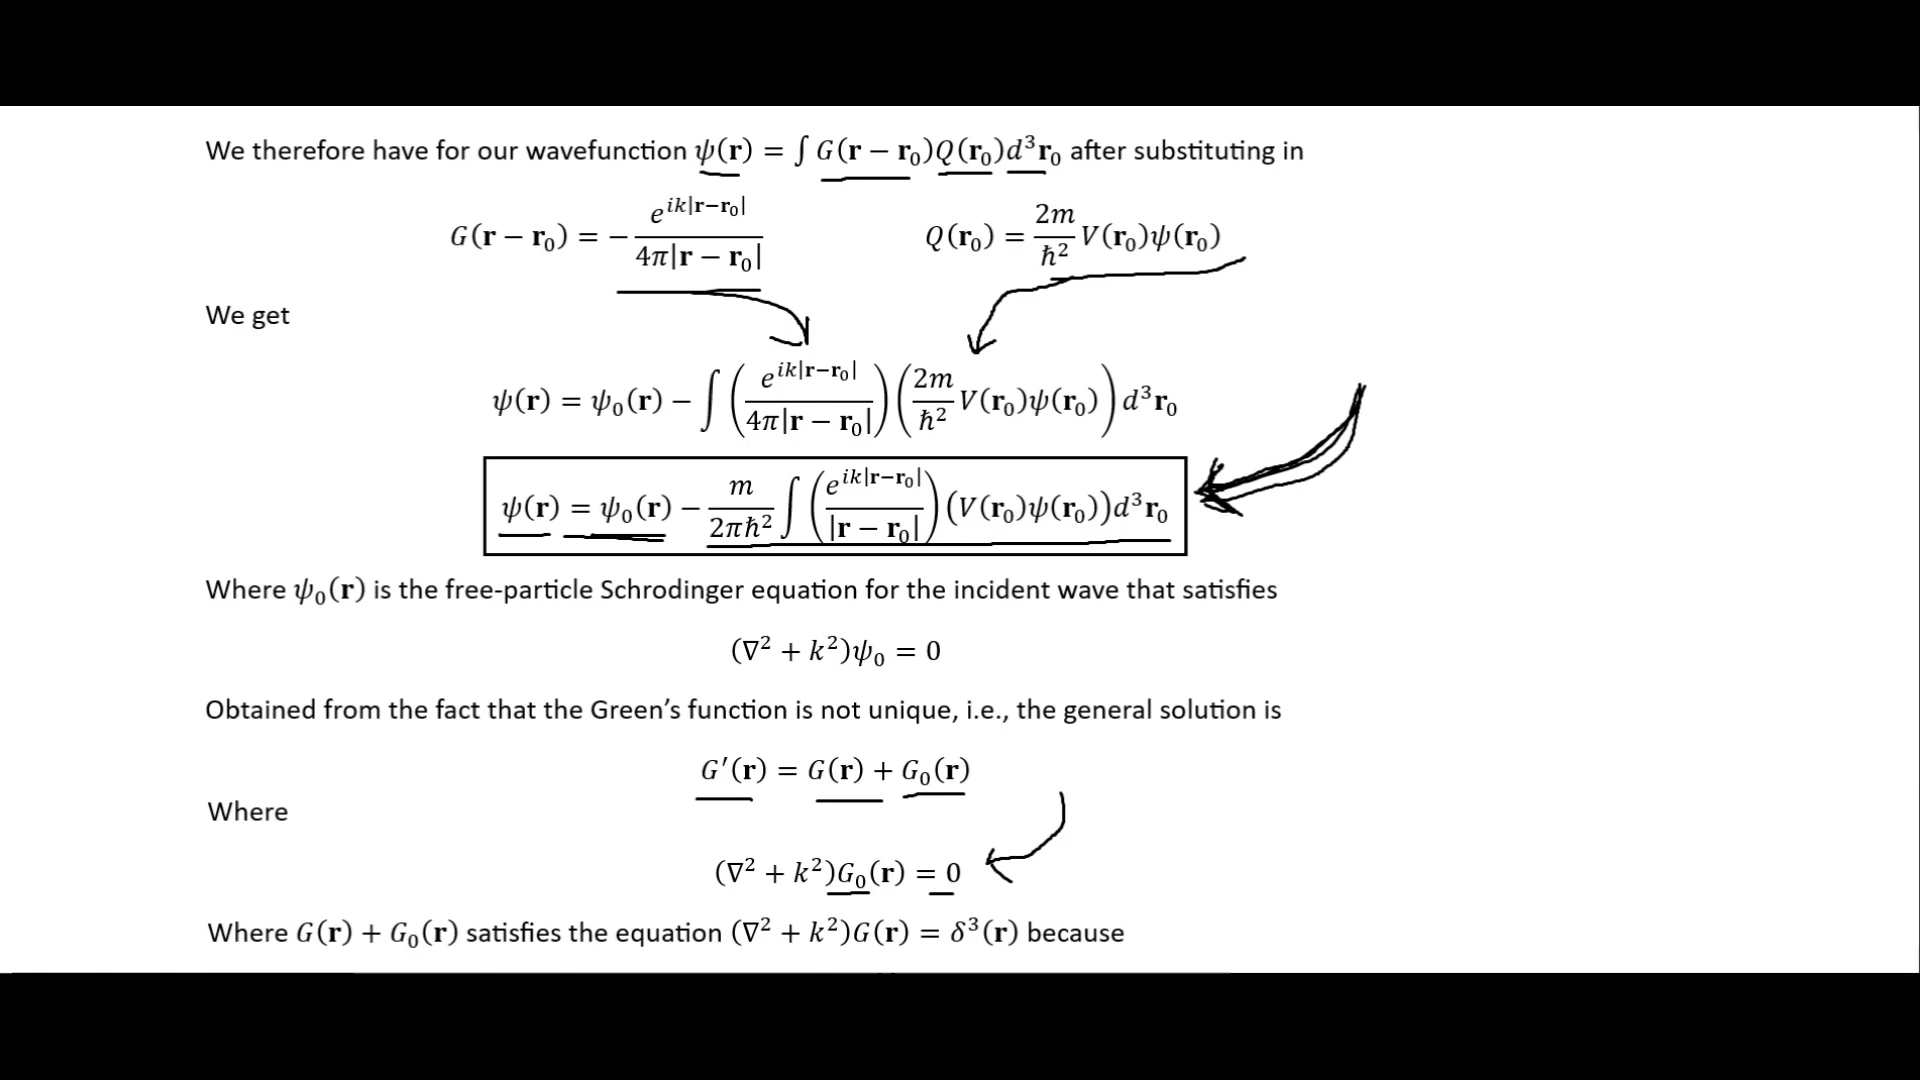 We therefore have for our wavefunction ψ(r) = ∫ G(r − r₀)Q(r₀)d³r₀ after substituting in
G(r − r₀) = − e^{ik|r−r₀|} / 4π|r − r₀|    Q(r₀) = 2m/ħ² V(r₀)ψ(r₀)
We get
ψ(r) = ψ₀(r) − ∫ (e^{ik|r−r₀|} / 4π|r − r₀|) (2m/ħ² V(r₀)ψ(r₀)) d³r₀
ψ(r) = ψ₀(r) − m/2πħ² ∫ (e^{ik|r−r₀|} / |r − r₀|) (V(r₀)ψ(r₀))d³r₀
Where ψ₀(r) is the free-particle Schrodinger equation for the incident wave that satisfies
(∇² + k²)ψ₀ = 0
Obtained from the fact that the Green’s function is not unique, i.e., the general solution is
G′(r) = G(r) + G₀(r)
Where
(∇² + k²)G₀(r) = 0
Where G(r) + G₀(r) satisfies the equation (∇² + k²)G(r) = δ³(r) because